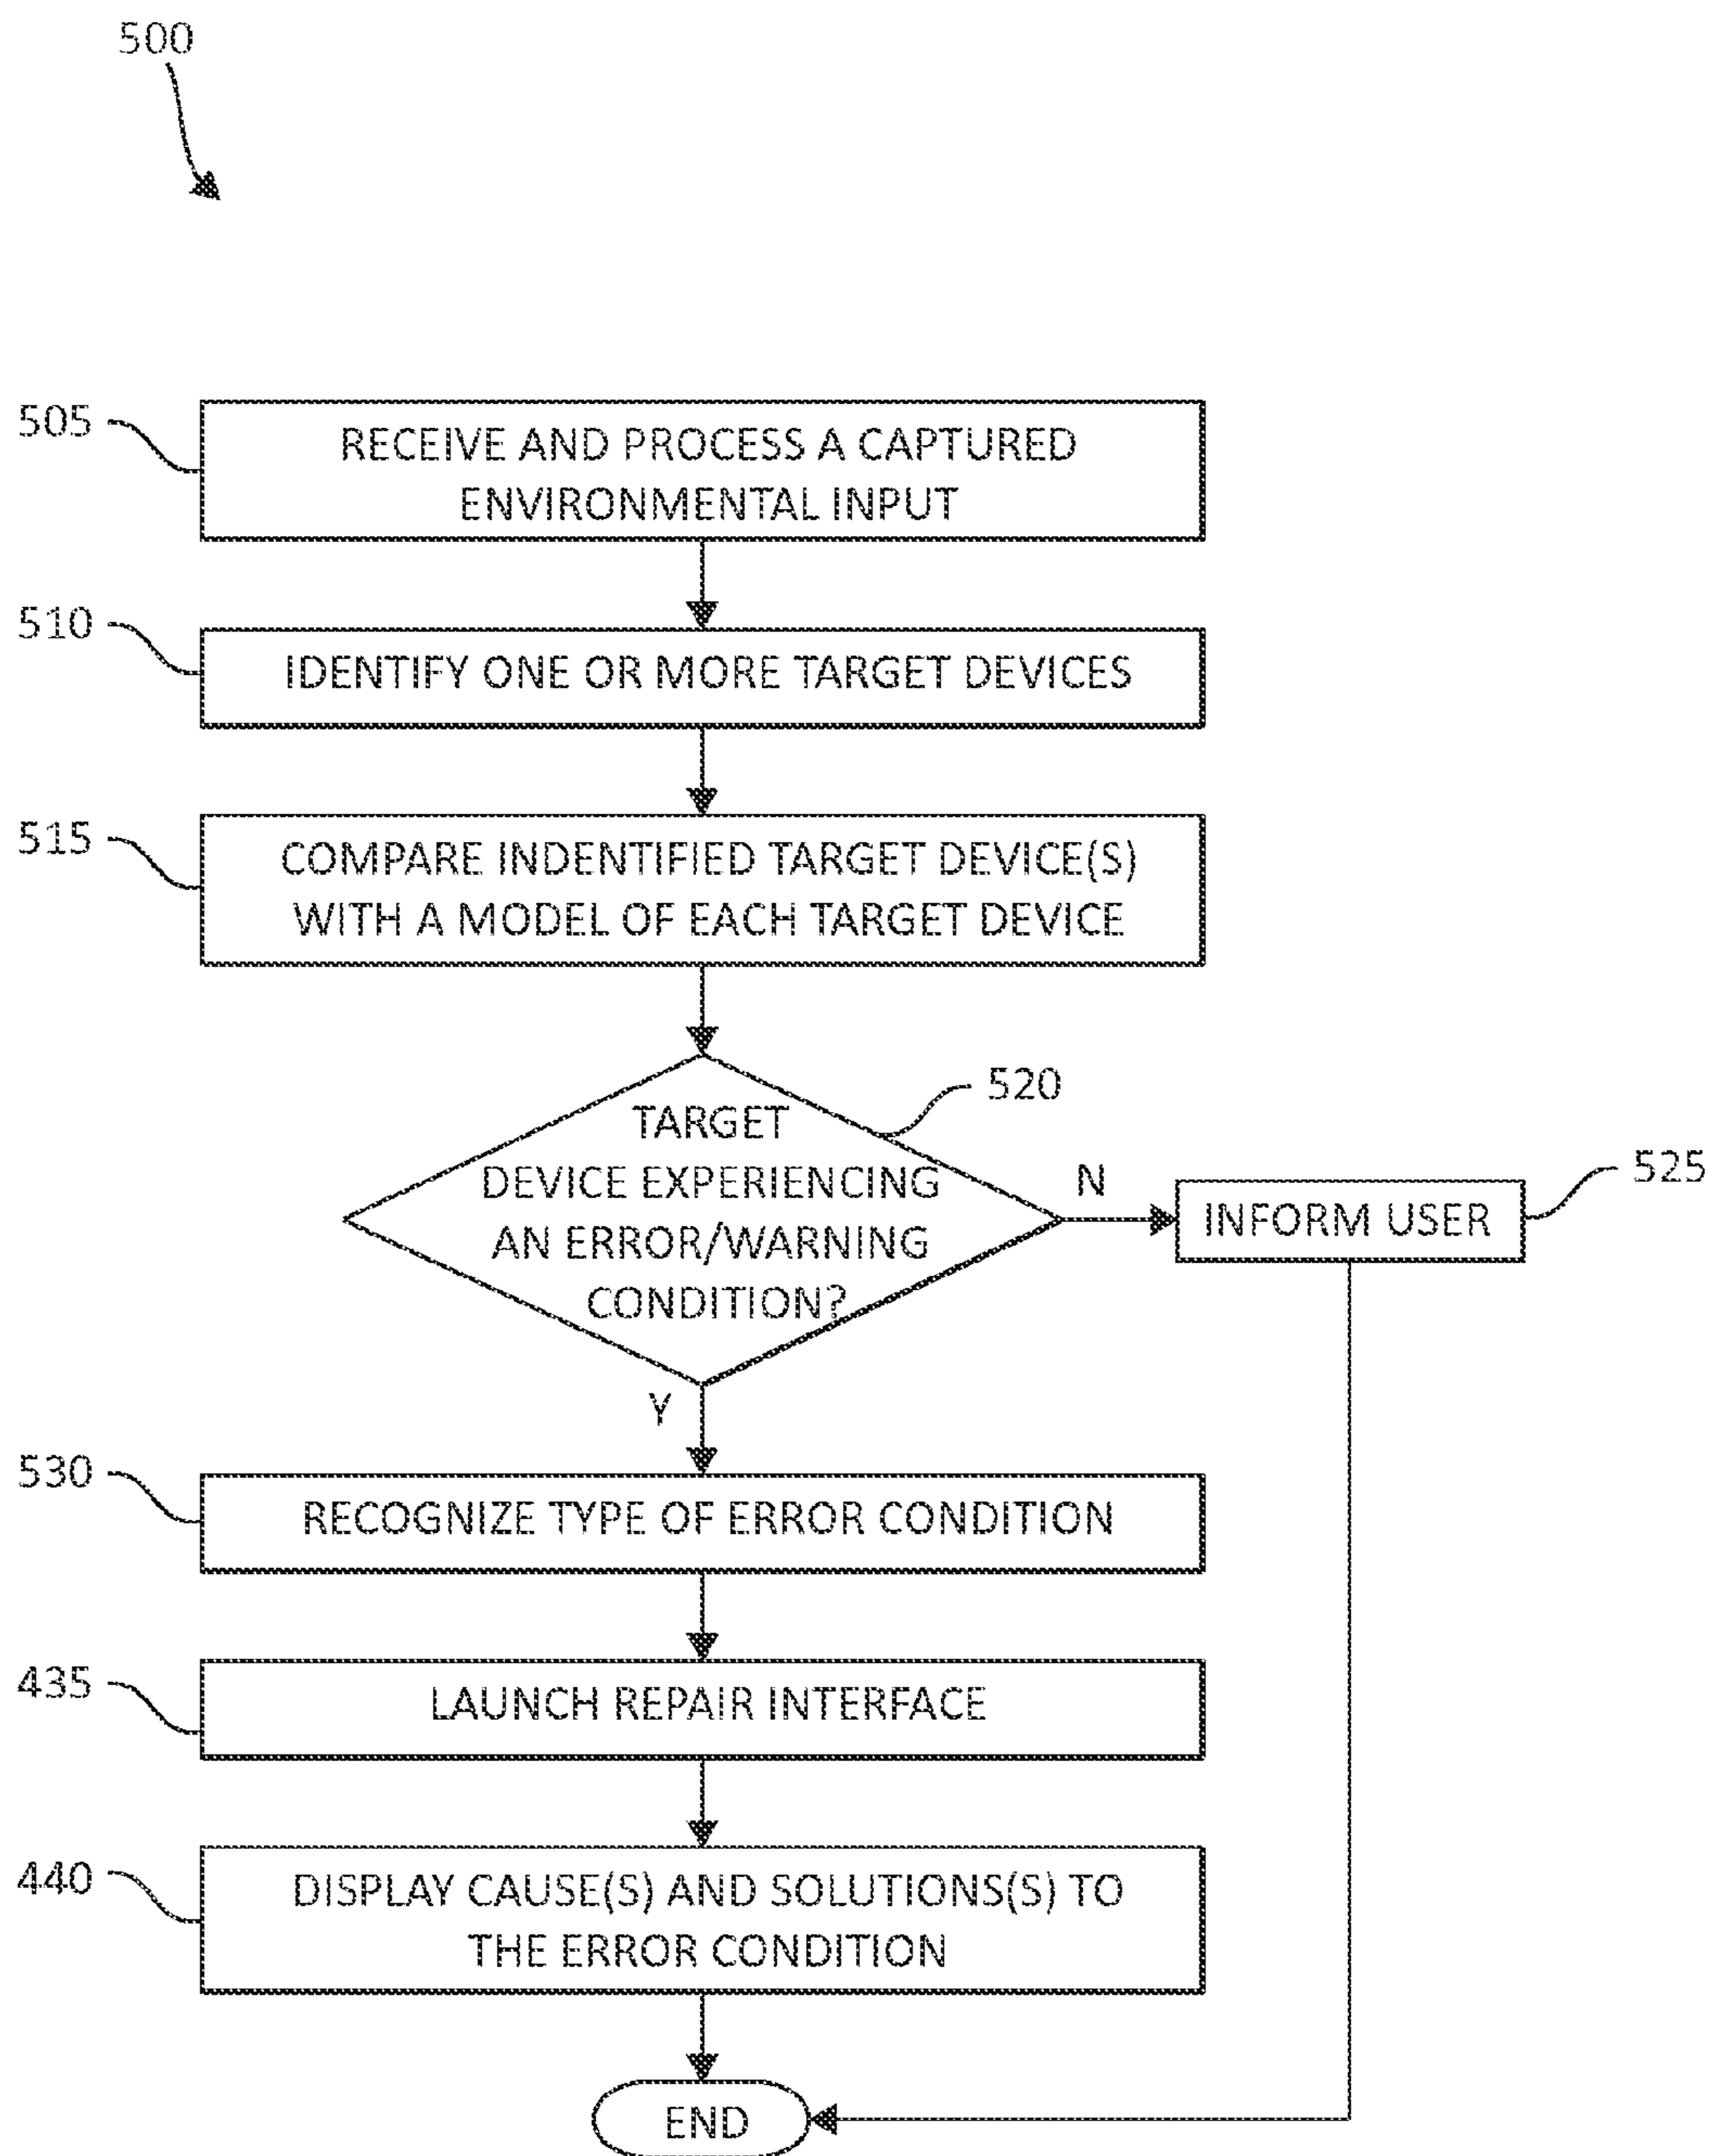 500
505
RECEIVE AND PROCESS A CAPTURED
ENVIRONMENTAL INPUT
510
IDENTIFY ONE OR MORE TARGET DEVICES
515
COMPARE INDENTIFIED TARGET DEVICE(S)
WITH A MODEL OF EACH TARGET DEVICE
520
TARGET
DEVICE EXPERIENCING
AN ERROR/WARNING
CONDITION?
N
525
INFORM USER
Y
530
RECOGNIZE TYPE OF ERROR CONDITION
435
LAUNCH REPAIR INTERFACE
440
DISPLAY CAUSE(S) AND SOLUTIONS(S) TO
THE ERROR CONDITION
END